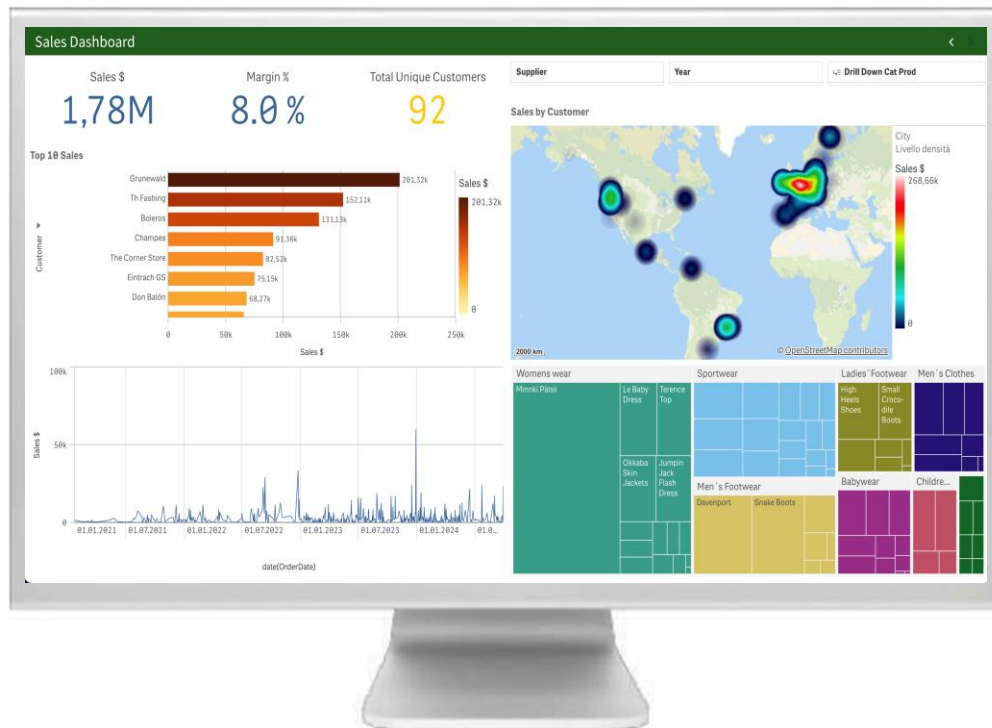 Sales Dashboard
Sales $
Margin %
Total Unique Customers
1,78M
8.0 %
92
Supplier
Year
Drill Down Cat Prod
Top 10 Sales
Customer
Grunewald
201,32k
Th Fashing
152,11k
Boleros
131,13k
Champes
91,36k
The Corner Store
82,52k
Eintrach GS
75,15k
Don Balón
68,27k
0
50k
100k
150k
200k
250k
Sales $
Sales $
201,32k
0
Sales by Customer
2000 km
© OpenStreetMap contributors
City
Livello densità
Sales $
268,66k
0
100k
50k
0
Sales $
01.01.2021
01.07.2021
01.01.2022
01.07.2022
01.01.2023
01.07.2023
01.01.2024
01.0...
date(OrderDate)
Womens wear
Minnki Pälsii
Le Baby
Dress
Terence
Top
Okkaba
Skin
Jackets
Jumpin
Jack
Flash
Dress
Sportwear
Men´s Footwear
Davenport
Snake Boots
Ladies´Footwear
High
Heels
Shoes
Small
Croco-
dile
Boots
Men´s Clothes
Babywear
Childre...